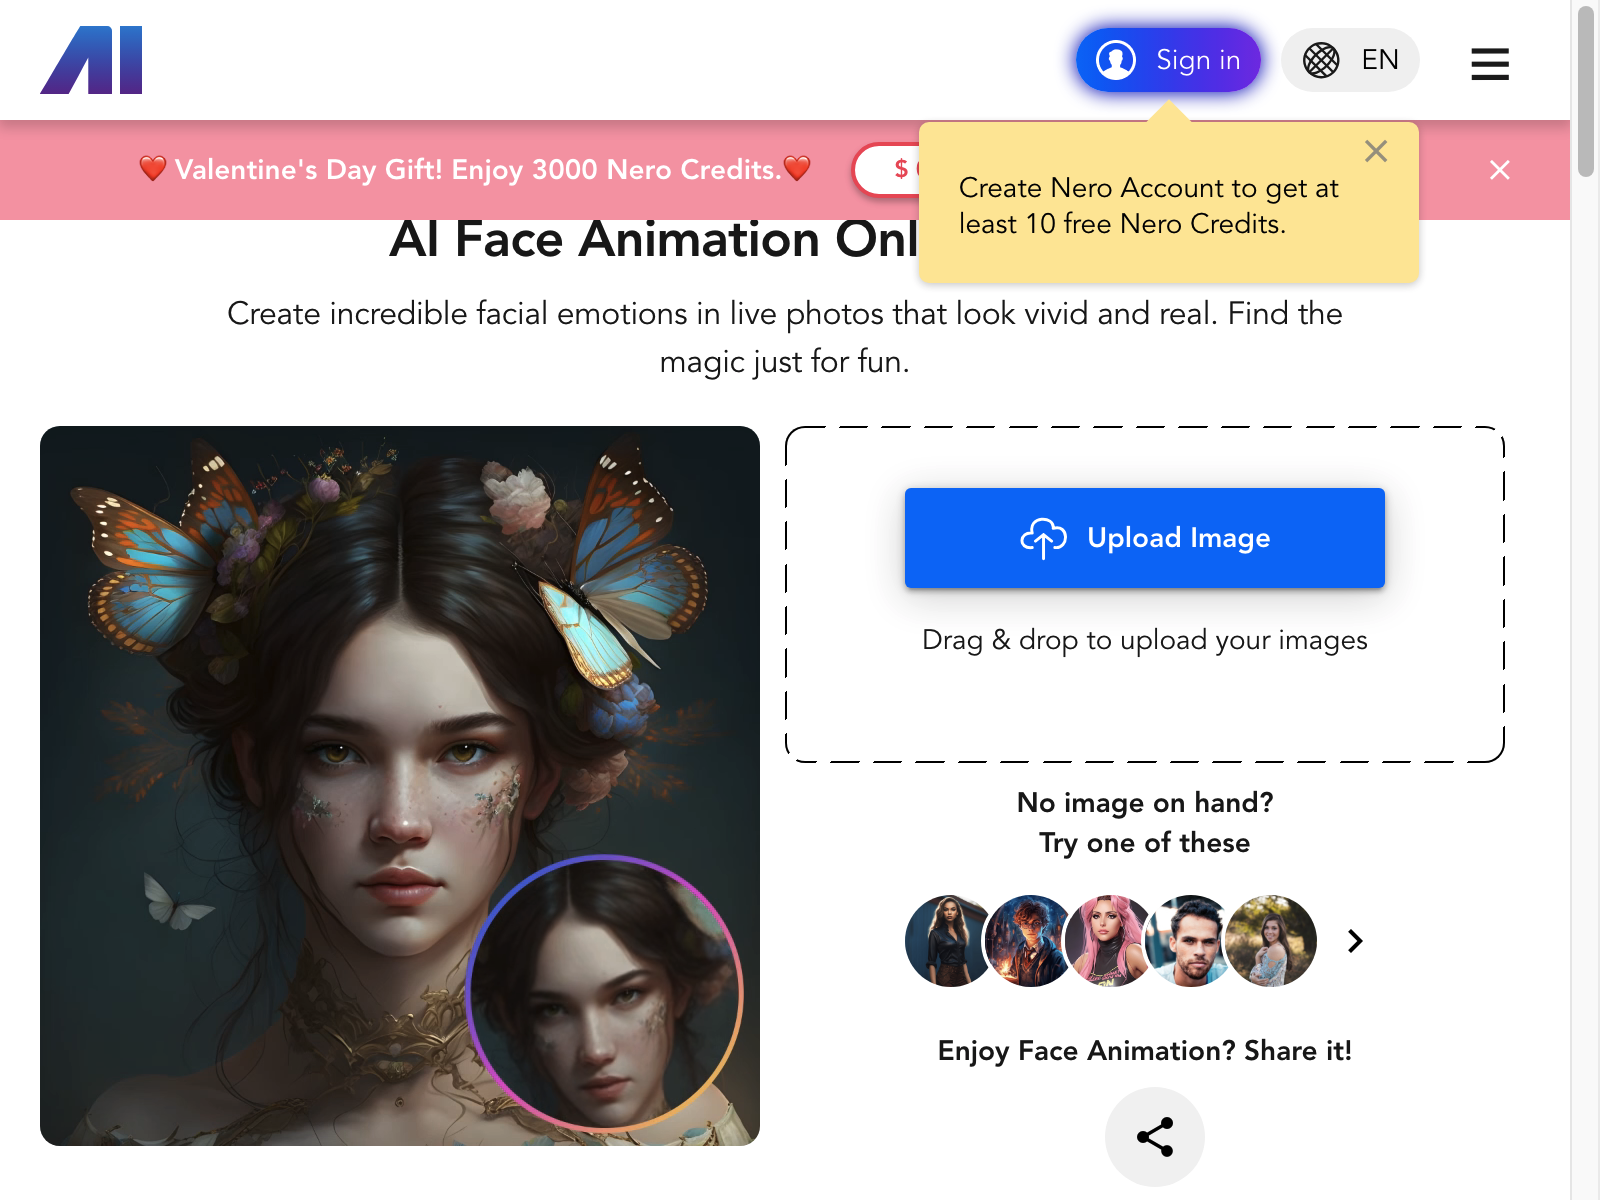 AI
Sign in
EN
❤️ Valentine's Day Gift! Enjoy 3000 Nero Credits.❤️
$
Create Nero Account to get at
least 10 free Nero Credits.
AI Face Animation Onl
Create incredible facial emotions in live photos that look vivid and real. Find the
magic just for fun.
Upload Image
Drag & drop to upload your images
No image on hand?
Try one of these
Enjoy Face Animation? Share it!